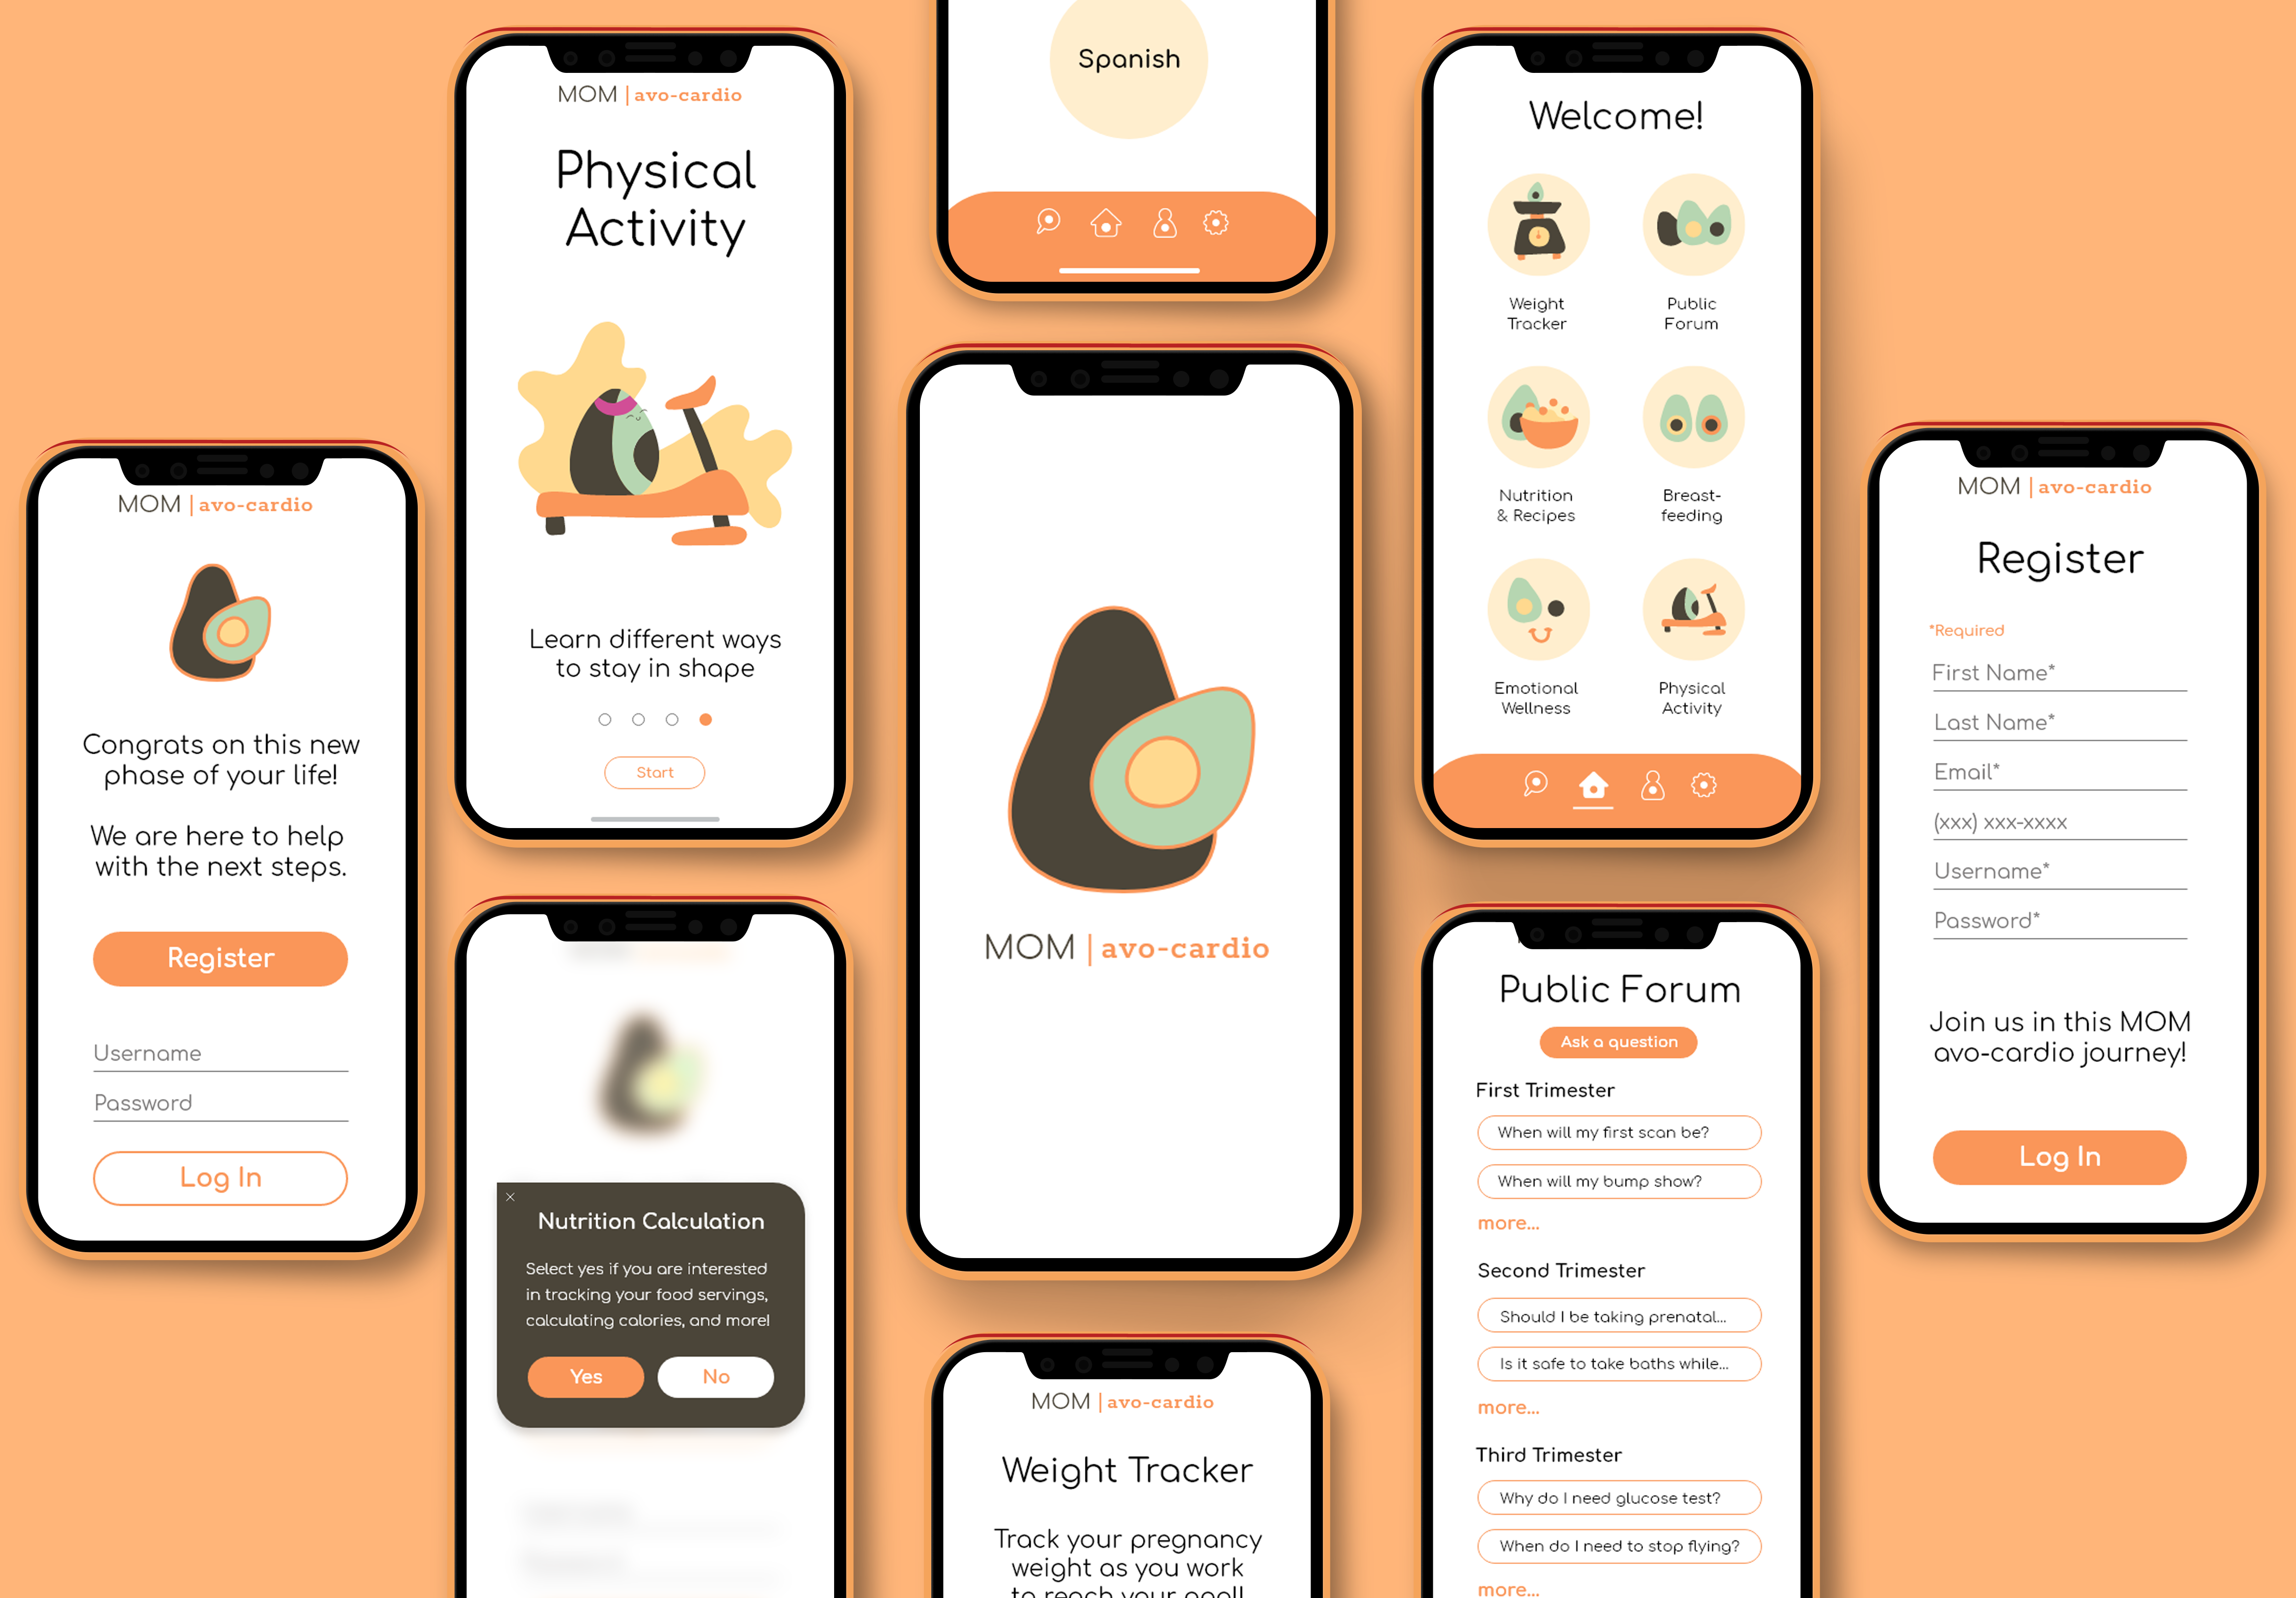 MOM | avo-cardio
Congrats on this new
phase of your life!
We are here to help
with the next steps.
Register
Username
Password
Log In
MOM | avo-cardio
Physical
Activity
Learn different ways
to stay in shape
Start
Nutrition Calculation
Select yes if you are interested
in tracking your food servings,
calculating calories, and more!
Yes
No
Spanish
MOM | avo-cardio
MOM | avo-cardio
Weight Tracker
Track your pregnancy
weight as you work
to reach your goal!
Welcome!
Weight
Tracker
Public
Forum
Nutrition
& Recipes
Breast-
feeding
Emotional
Wellness
Physical
Activity
Public Forum
Ask a question
First Trimester
When will my first scan be?
When will my bump show?
more...
Second Trimester
Should I be taking prenatal...
Is it safe to take baths while...
more...
Third Trimester
Why do I need glucose test?
When do I need to stop flying?
more...
MOM | avo-cardio
Register
*Required
First Name*
Last Name*
Email*
(xxx) xxx-xxxx
Username*
Password*
Join us in this MOM
avo-cardio journey!
Log In